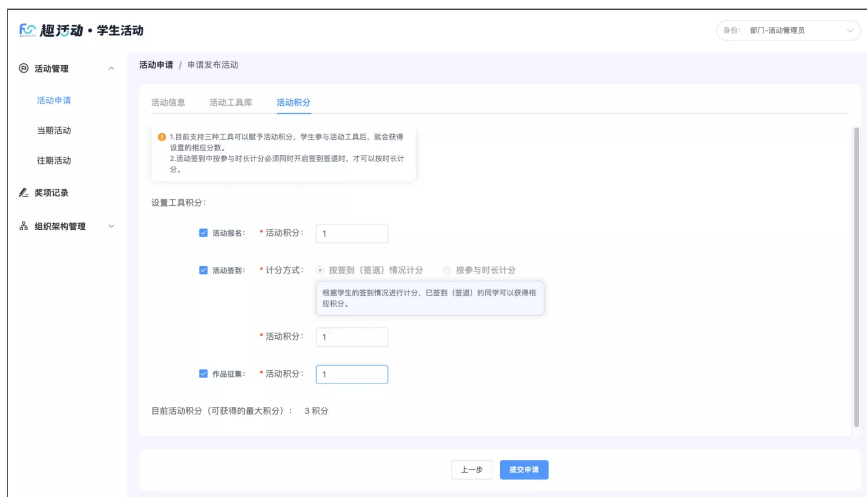 趣活动·学生活动
身份： 部门-活动管理员
活动管理
活动申请
当期活动
往期活动
奖项记录
组织架构管理
活动申请 / 申请发布活动
活动信息 活动工具库 活动积分
1.目前支持三种工具可以赋予活动积分，学生参与活动工具后，就会获得
设置的相应分数。
2.活动签到中按参与时长计分必须同时开启签到签退时，才可以按时长计
分。
设置工具积分：
活动报名： *活动积分： 1
活动签到： *计分方式： 按签到（签退）情况计分 按参与时长计分
根据学生的签到情况进行计分，已签到（签退）的同学可以获得相
应积分。
*活动积分： 1
作品征集： *活动积分： 1
目前活动积分（可获得的最大积分）： 3 积分
上一步 提交申请